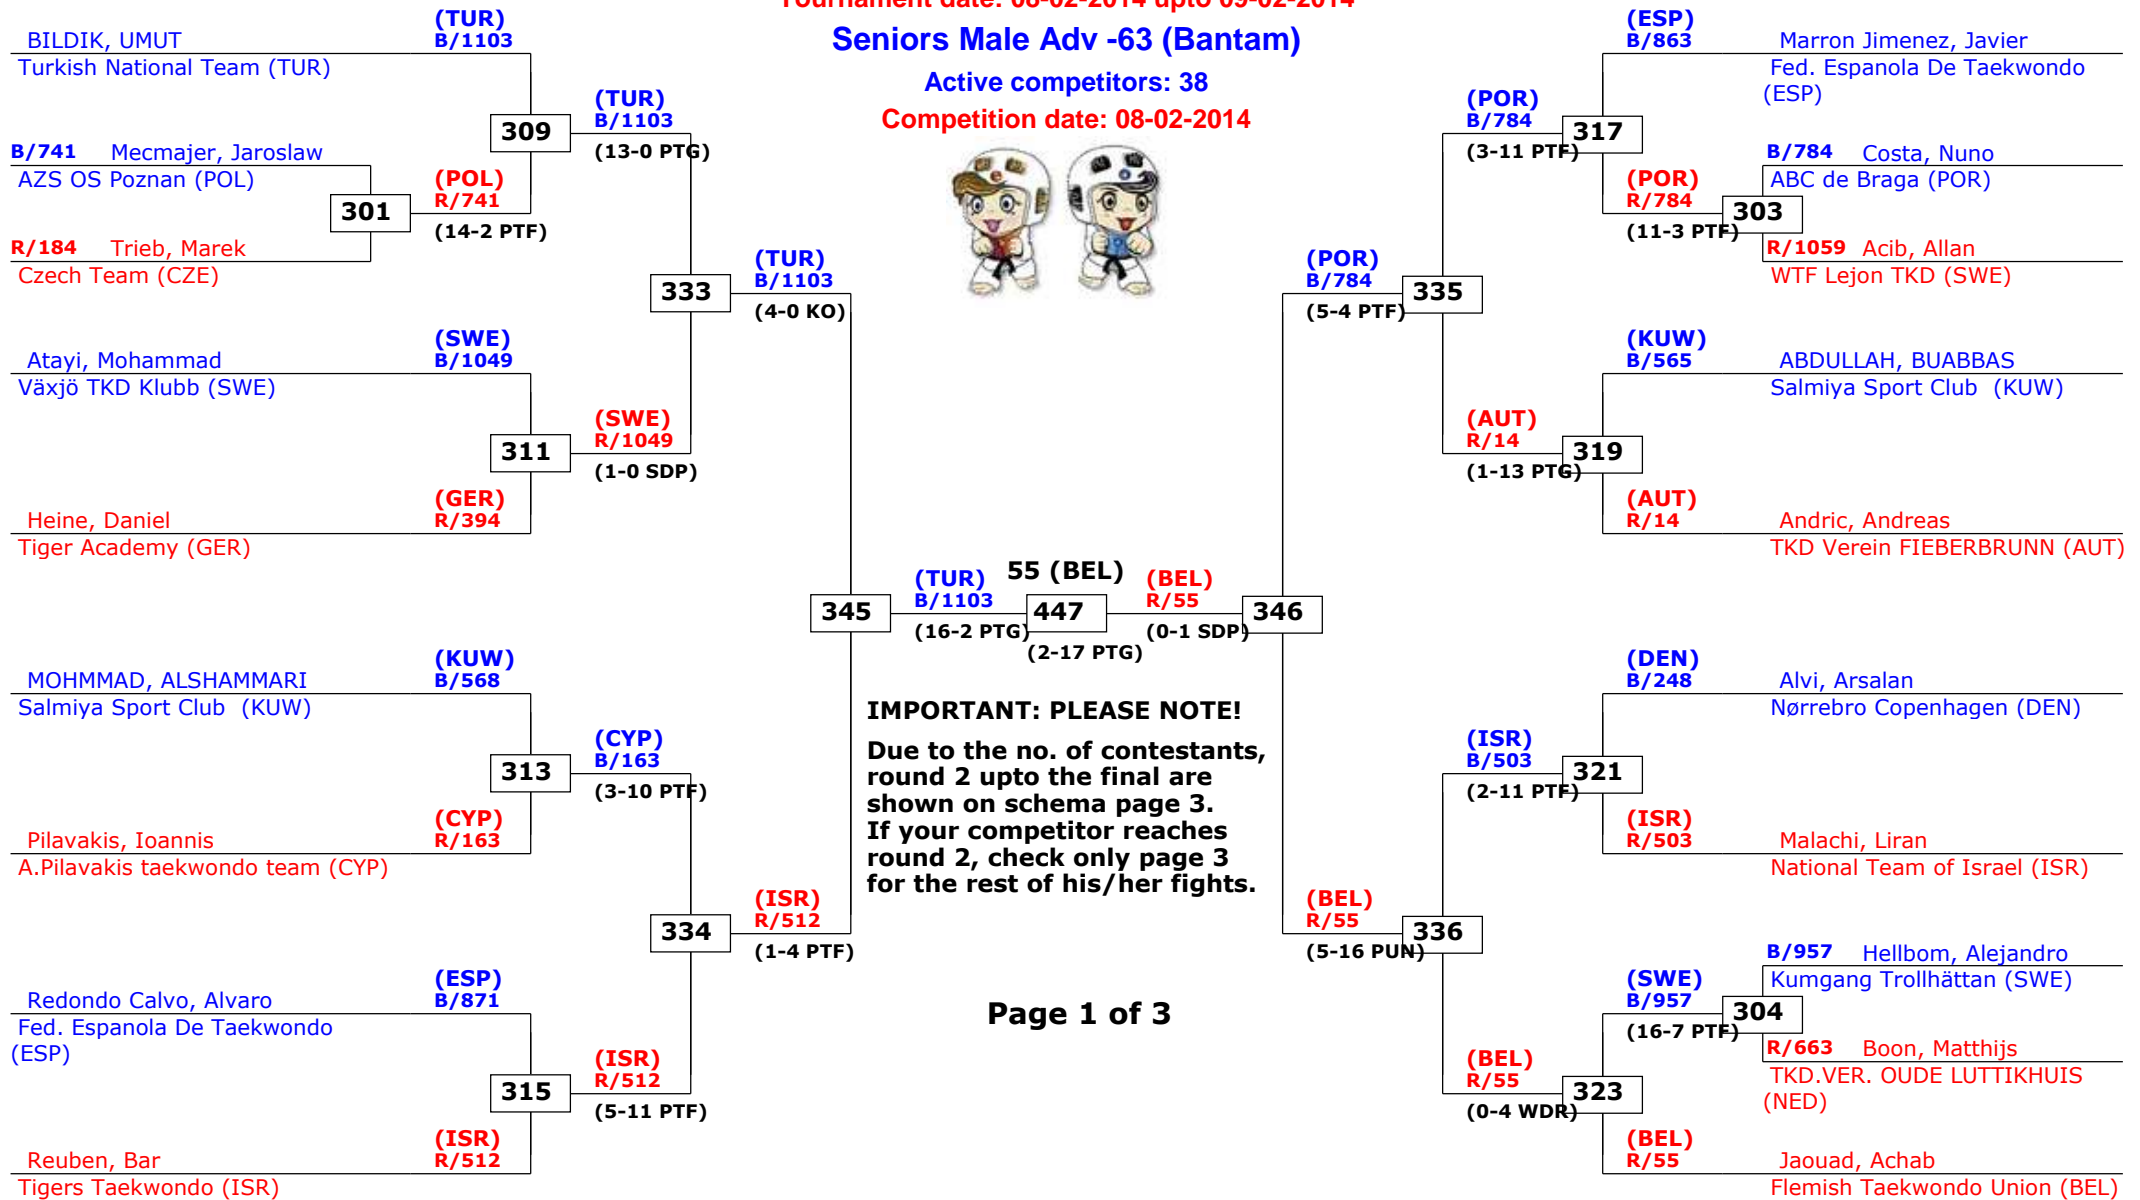 Tournament date: 08-02-2014 upto 09-02-2014
Seniors Male Adv -63 (Bantam)
Active competitors: 38
Competition date: 08-02-2014
BILDIK, UMUT
Turkish National Team (TUR)
(TUR)
B/1103
B/741 Mecmajer, Jaroslaw
AZS OS Poznan (POL)
R/184 Trieb, Marek
Czech Team (CZE)
301
(POL)
R/741
(14-2 PTF)
309
(TUR)
B/1103
(13-0 PTG)
Atayi, Mohammad
Växjö TKD Klubb (SWE)
(SWE)
B/1049
Heine, Daniel
Tiger Academy (GER)
(GER)
R/394
311
(SWE)
R/1049
(1-0 SDP)
333
(TUR)
B/1103
(4-0 KO)
MOHMMAD, ALSHAMMARI
Salmiya Sport Club (KUW)
(KUW)
B/568
Pilavakis, Ioannis
A.Pilavakis taekwondo team (CYP)
(CYP)
R/163
313
(CYP)
B/163
(3-10 PTF)
Redondo Calvo, Alvaro
Fed. Espanola De Taekwondo
(ESP)
(ESP)
B/871
Reuben, Bar
Tigers Taekwondo (ISR)
(ISR)
R/512
315
(ISR)
R/512
(5-11 PTF)
334
(ISR)
R/512
(1-4 PTF)
345
(TUR)
B/1103
(16-2 PTG)
55 (BEL)
447
(2-17 PTG)
(BEL)
R/55
(0-1 SDP)
346
IMPORTANT: PLEASE NOTE!
Due to the no. of contestants,
round 2 upto the final are
shown on schema page 3.
If your competitor reaches
round 2, check only page 3
for the rest of his/her fights.
Page 1 of 3
(POR)
B/784
(5-4 PTF)
335
(POR)
B/784
(3-11 PTF)
317
(ESP)
B/863
Marron Jimenez, Javier
Fed. Espanola De Taekwondo
(ESP)
(POR)
R/784
(11-3 PTF)
303
B/784 Costa, Nuno
ABC de Braga (POR)
R/1059 Acib, Allan
WTF Lejon TKD (SWE)
(AUT)
R/14
(1-13 PTG)
319
(KUW)
B/565
ABDULLAH, BUABBAS
Salmiya Sport Club (KUW)
(AUT)
R/14
Andric, Andreas
TKD Verein FIEBERBRUNN (AUT)
(BEL)
R/55
(5-16 PUN)
336
(ISR)
B/503
(2-11 PTF)
321
(DEN)
B/248
Alvi, Arsalan
Nørrebro Copenhagen (DEN)
(ISR)
R/503
Malachi, Liran
National Team of Israel (ISR)
(BEL)
R/55
(0-4 WDR)
323
(SWE)
B/957
(16-7 PTF)
304
B/957 Hellbom, Alejandro
Kumgang Trollhättan (SWE)
R/663 Boon, Matthijs
TKD.VER. OUDE LUTTIKHUIS
(NED)
(BEL)
R/55
Jaouad, Achab
Flemish Taekwondo Union (BEL)